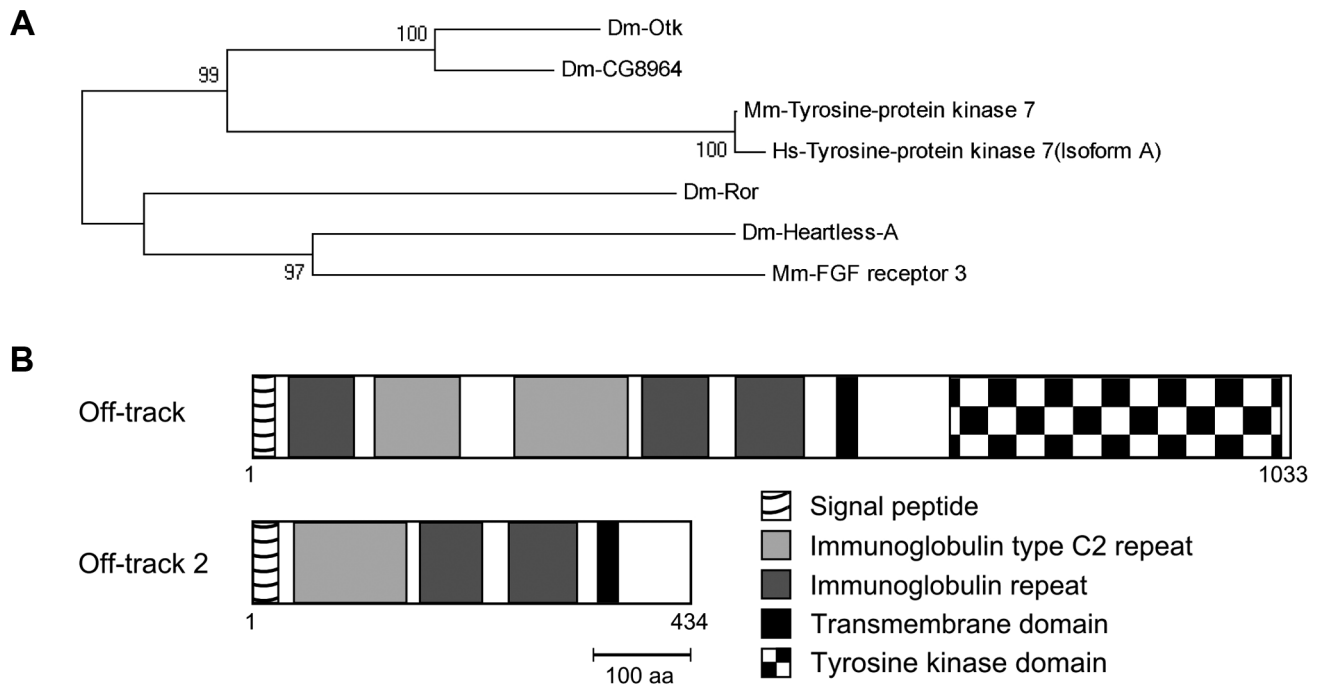 A
100
Dm-Otk
99
Dm-CG8964
Mm-Tyrosine-protein kinase 7
100
Hs-Tyrosine-protein kinase 7(Isoform A)
Dm-Ror
Dm-Heartless-A
97
Mm-FGF receptor 3
B
Off-track
1
1033
Off-track 2
1
434
100 aa
Signal peptide
Immunoglobulin type C2 repeat
Immunoglobulin repeat
Transmembrane domain
Tyrosine kinase domain